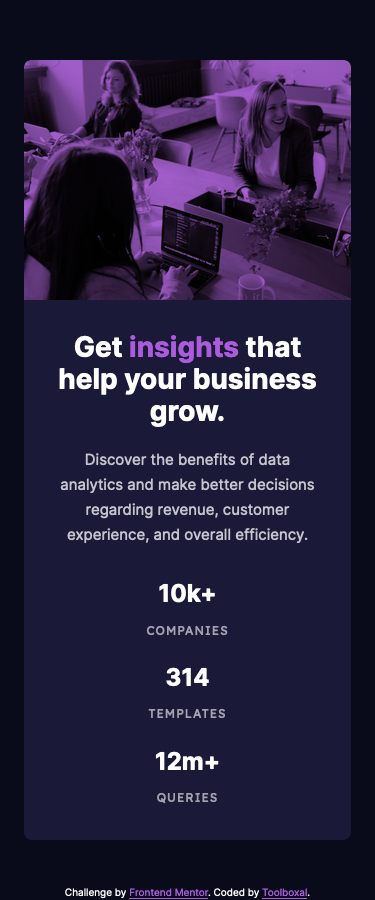 Get insights that
help your business
grow.
Discover the benefits of data
analytics and make better decisions
regarding revenue, customer
experience, and overall efficiency.
10k+
COMPANIES
314
TEMPLATES
12m+
QUERIES
Challenge by Frontend Mentor. Coded by Toolboxal.